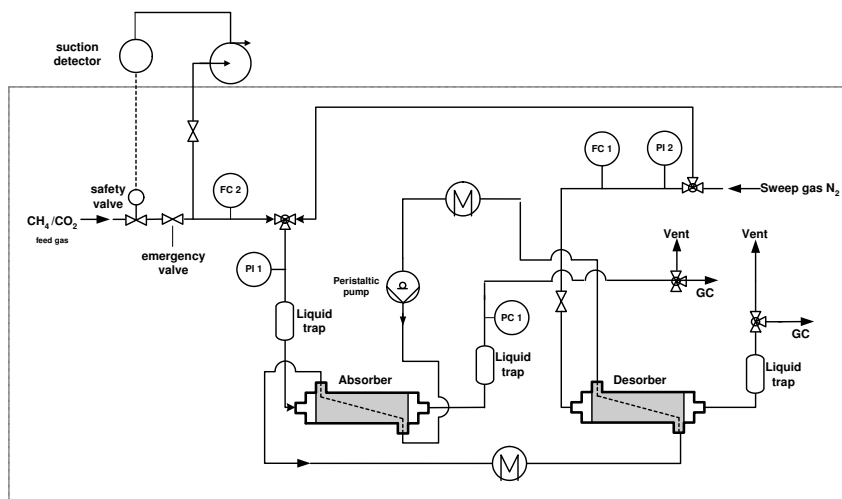 suction
detector
FC 1
PI 2
FC 2
safety
valve
M
Sweep gas N₂
CH₄ /CO₂
feed gas
emergency
valve
Vent
Vent
PI 1
Peristaltic
pump
GC
Liquid
trap
PC 1
GC
Liquid
trap
Liquid
trap
Absorber
Desorber
M